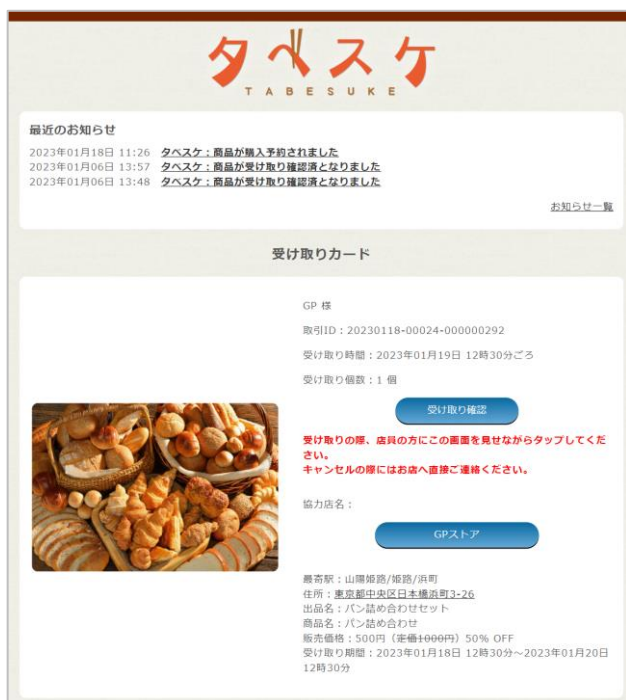 タベスケ
TABESUKE
最近のお知らせ
2023年01月18日 11:26 タベスケ：商品が購入予約されました
2023年01月06日 13:57 タベスケ：商品が受け取り確認済となりました
2023年01月06日 13:48 タベスケ：商品が受け取り確認済となりました
お知らせ一覧
受け取りカード
GP 様
取引ID：20230118-00024-000000292
受け取り時間：2023年01月19日 12時30分ごろ
受け取り個数：1 個
受け取り確認
受け取りの際、店員の方にこの画面を見せながらタップしてくだ
さい。
キャンセルの際にはお店へ直接ご連絡ください。
協力店名：
GPストア
最寄駅：山陽姫路/姫路/浜町
住所：東京都中央区日本橋浜町3-26
出品名：パン詰め合わせセット
商品名：パン詰め合わせ
販売価格：500円（定価1000円）50% OFF
受け取り期間：2023年01月18日 12時30分～2023年01月20日
12時30分